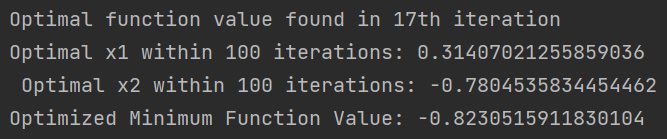 Optimal function value found in 17th iteration
Optimal x1 within 100 iterations: 0.31407021255859036
Optimal x2 within 100 iterations: -0.7804535834454462
Optimized Minimum Function Value: -0.8230515911830104